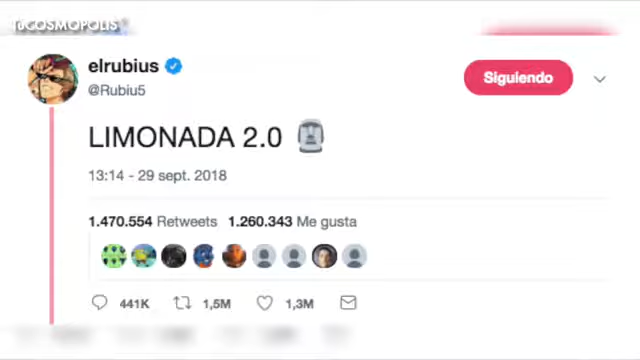 TUCOSMOPOLIS
elrubius
@Rubiu5
Siguiendo
LIMONADA 2.0
13:14 - 29 sept. 2018
1.470.554 Retweets 1.260.343 Me gusta
441K 1,5M 1,3M